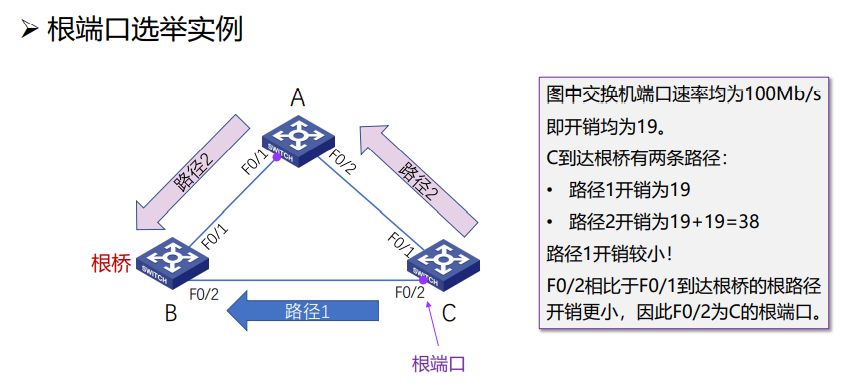 ➢ 根端口选举实例
A
SWITCH
F0/1
F0/2
路径2
路径2
F0/1
F0/1
根桥
SWITCH
SWITCH
B
F0/2
F0/2
C
路径1
根端口
图中交换机端口速率均为100Mb/s
即开销均为19。
C到达根桥有两条路径：
• 路径1开销为19
• 路径2开销为19+19=38
路径1开销较小！
F0/2相比于F0/1到达根桥的根路径
开销更小，因此F0/2为C的根端口。